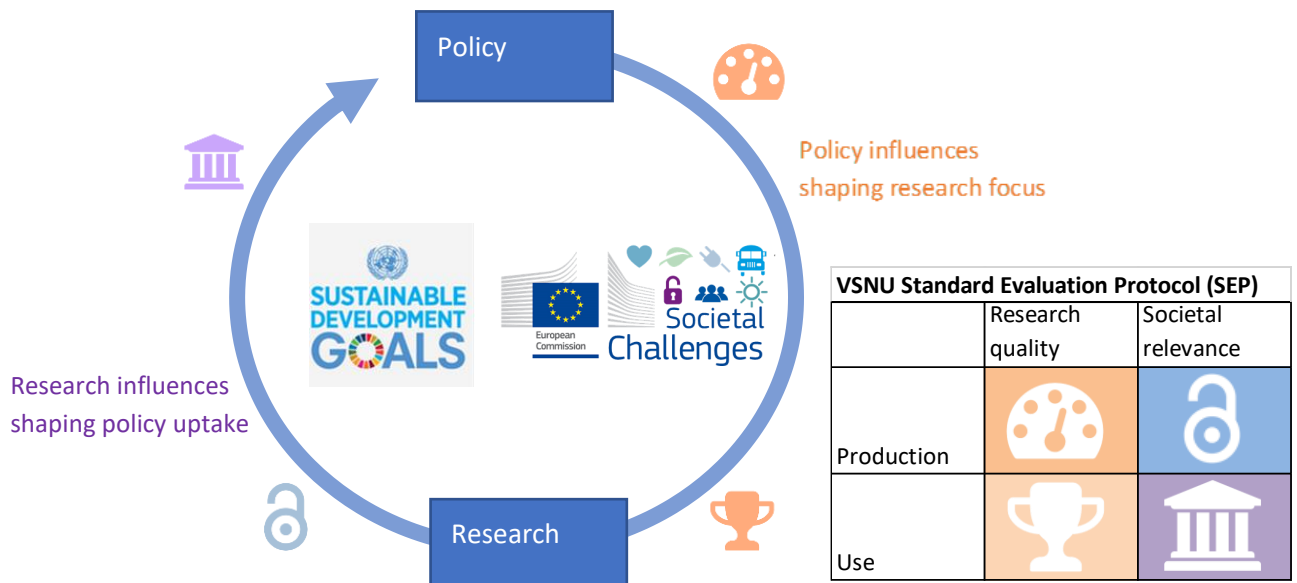 Policy
Policy influences
shaping research focus
SUSTAINABLE
DEVELOPMENT
GOALS
European
Commission
Societal
Challenges
Research influences
shaping policy uptake
Research
VSNU Standard Evaluation Protocol (SEP)
Research
quality
Societal
relevance
Production
Use